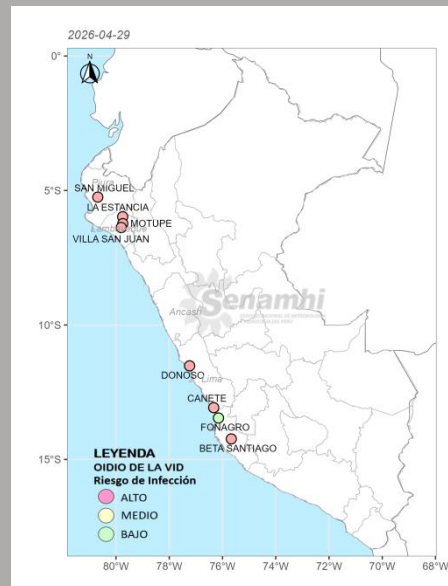 2026-04-29
0°
5°S
10°S
15°S
Piura
SAN MIGUEL
LA ESTANCIA
MOTUPE
VILLA SAN JUAN
Senamhi
Ancash
DONOSO
Lima
CANETE
FONAGRO
BETA SANTIAGO
LEYENDA
OIDIO DE LA VID
Riesgo de Infección
ALTO
MEDIO
BAJO
80°W 78°W 76°W 74°W 72°W 70°W 68°W